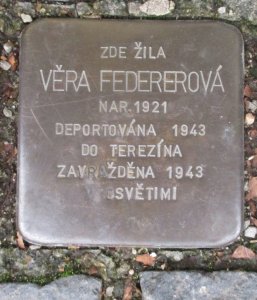 ZDE ŽILA
VĚRA FEDEREROVÁ
NAR. 1921
DEPORTOVÁNA 1943
DO TEREZÍNA
ZAVRAŽDĚNA 1943
OSVĚTIMI